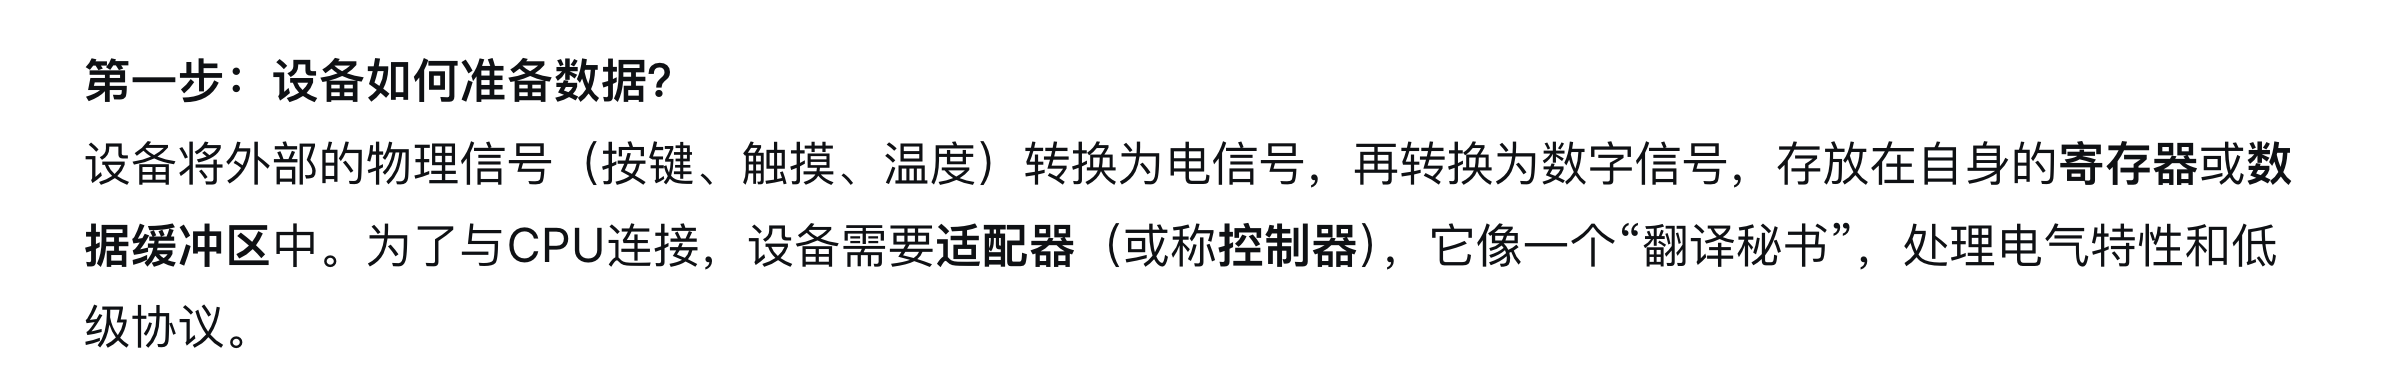 第一步：设备如何准备数据?
设备将外部的物理信号（按键、触摸、温度）转换为电信号，再转换为数字信号，存放在自身的寄存器或数
据缓冲区中。为了与CPU连接，设备需要适配器（或称控制器），它像一个“翻译秘书”，处理电气特性和低
级协议。